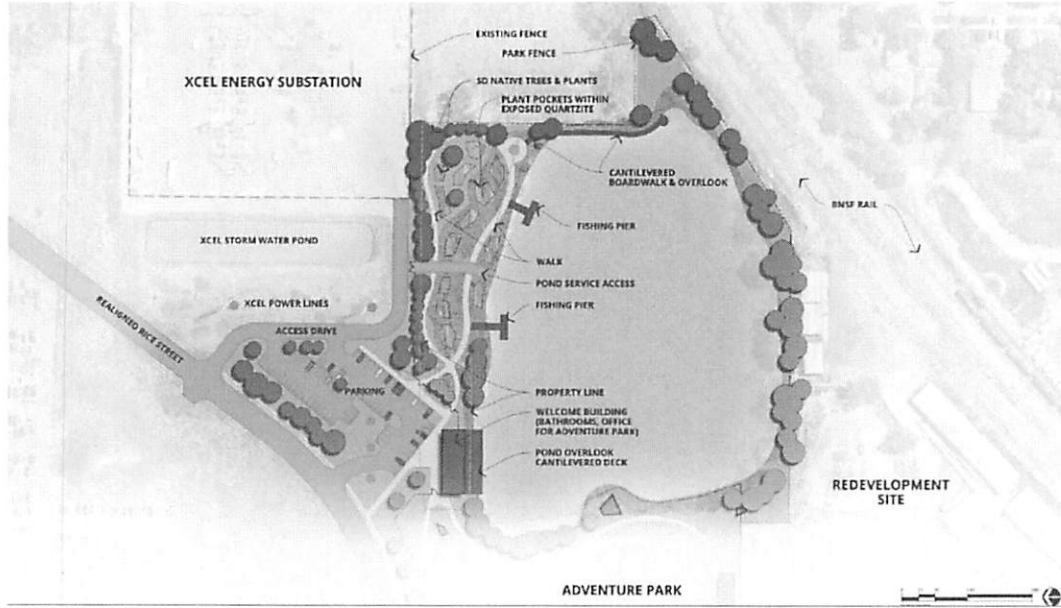 EXISTING FENCE
PARK FENCE
XCEL ENERGY SUBSTATION
SD NATIVE TREES & PLANTS
PLANT POCKETS WITHIN
EXPOSED QUARTZITE
CANTILEVERED
BOARDWALK & OVERLOOK
BNSF RAIL
FISHING PIER
XCEL STORM WATER POND
WALK
POND SERVICE ACCESS
XCEL POWER LINES
FISHING PIER
REALIGNED RICE STREET
ACCESS DRIVE
PARKING
PROPERTY LINE
WELCOME BUILDING
(BATHROOMS, OFFICE
FOR ADVENTURE PARK)
POND OVERLOOK
CANTILEVERED DECK
REDEVELOPMENT
SITE
ADVENTURE PARK